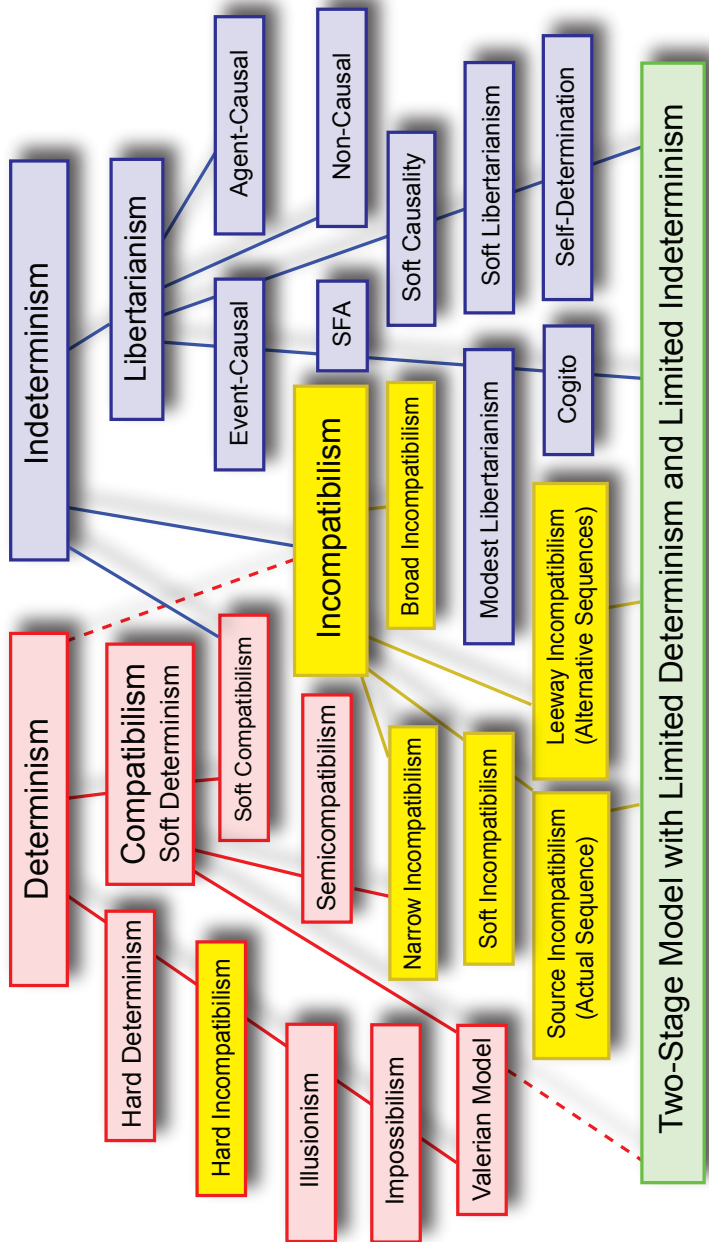 Determinism
Indeterminism
Hard Determinism
Compatibilism
Soft Determinism
Libertarianism
Hard Incompatibilism
Soft Compatibilism
Event-Causal
Agent-Causal
Illusionism
Semicompatibilism
Incompatibilism
SFA
Non-Causal
Impossibilism
Narrow Incompatibilism
Broad Incompatibilism
Soft Causality
Valerian Model
Soft Incompatibilism
Modest Libertarianism
Soft Libertarianism
Source Incompatibilism
(Actual Sequence)
Leeway Incompatibilism
(Alternative Sequences)
Cogito
Self-Determination
Two-Stage Model with Limited Determinism and Limited Indeterminism